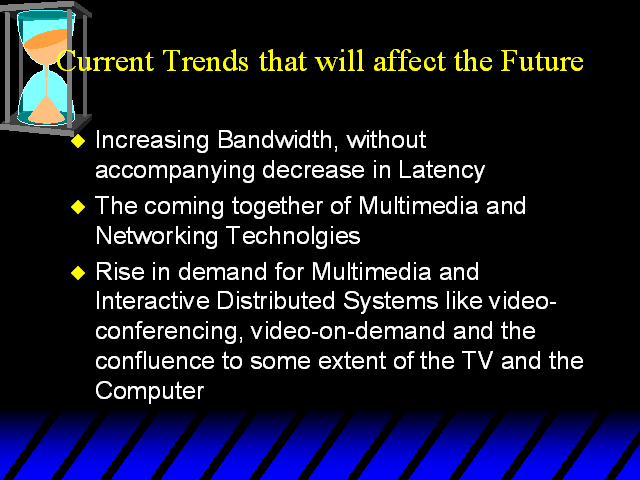 Current Trends that will affect the Future
Increasing Bandwidth, without
accompanying decrease in Latency
The coming together of Multimedia and
Networking Technolgies
Rise in demand for Multimedia and
Interactive Distributed Systems like video-
conferencing, video-on-demand and the
confluence to some extent of the TV and the
Computer